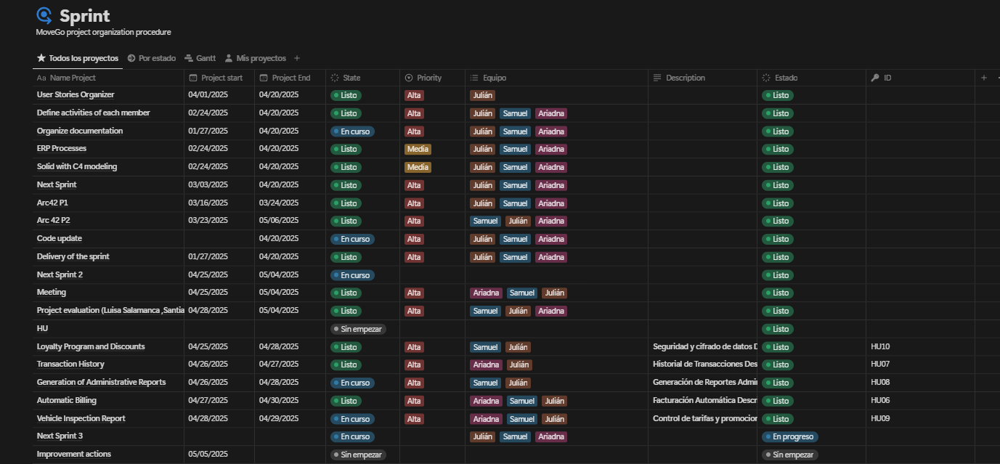 Sprint
MoveGo project organization procedure
Todos los proyectos Por estado Gantt Mis proyectos +
Aa Name Project Project start Project End State Priority Equipo Description Estado ID +
User Stories Organizer 04/01/2025 04/20/2025 Listo Alta Julián Listo
Define activities of each member 02/24/2025 04/20/2025 Listo Alta Julián Samuel Ariadna Listo
Organize documentation 01/27/2025 04/20/2025 En curso Alta Julián Samuel Ariadna Listo
ERP Processes 02/24/2025 04/20/2025 Listo Media Julián Samuel Ariadna Listo
Solid with C4 modeling 02/24/2025 04/20/2025 Listo Media Julián Samuel Ariadna Listo
Next Sprint 03/03/2025 04/20/2025 Listo Alta Julián Samuel Ariadna Listo
Arc42 P1 03/16/2025 03/24/2025 Listo Alta Julián Samuel Ariadna Listo
Arc 42 P2 03/23/2025 05/06/2025 Listo Alta Samuel Julián Ariadna Listo
Code update 04/20/2025 En curso Alta Julián Samuel Ariadna Listo
Delivery of the sprint 01/27/2025 04/20/2025 Listo Alta Julián Samuel Ariadna Listo
Next Sprint 2 04/25/2025 05/04/2025 En curso Listo
Meeting 04/25/2025 05/04/2025 Listo Alta Ariadna Samuel Julián Listo
Project evaluation (Luisa Salamanca ,Santia 04/28/2025 05/04/2025 Listo Alta Samuel Julián Ariadna Listo
HU Sin empezar Listo
Loyalty Program and Discounts 04/25/2025 04/28/2025 Listo Alta Samuel Julián Seguridad y cifrado de datos D Listo HU10
Transaction History 04/26/2025 04/27/2025 Listo Alta Ariadna Julián Historial de Transacciones Des Listo HU07
Generation of Administrative Reports 04/26/2025 04/28/2025 En curso Alta Samuel Julián Generación de Reportes Admir Listo HU08
Automatic Billing 04/27/2025 04/30/2025 Listo Alta Ariadna Samuel Julián Facturación Automática Descr Listo HU06
Vehicle Inspection Report 04/28/2025 04/29/2025 En curso Alta Ariadna Samuel Julián Control de tarifas y promocior Listo HU09
Next Sprint 3 En curso Julián Samuel Ariadna En progreso
Improvement actions 05/05/2025 Sin empezar Sin empezar